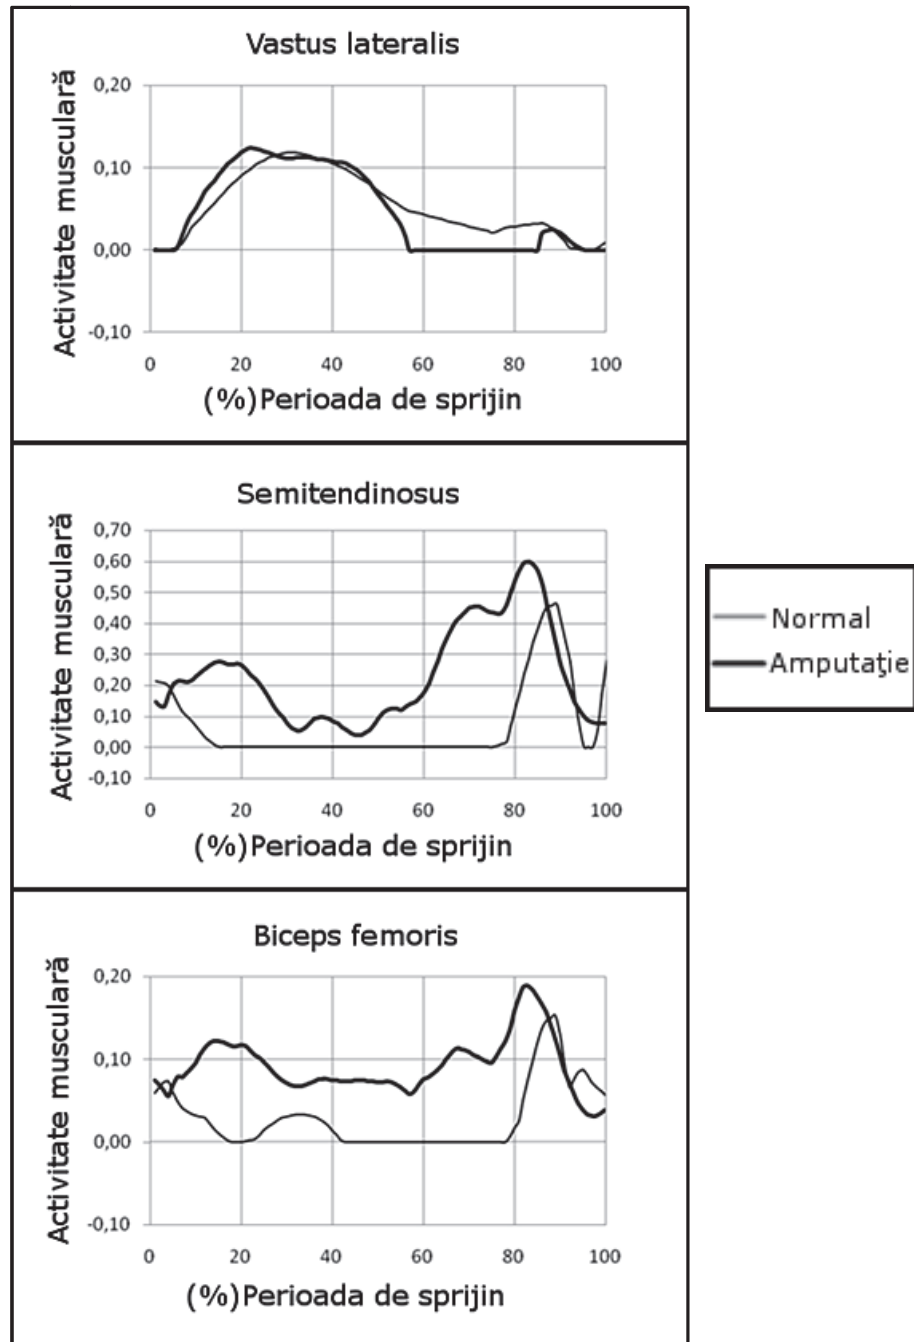 Vastus lateralis
Activitate musculară
0,20
0,10
0,00
-0,10
0 20 40 60 80 100
(%)Perioada de sprijin
Semitendinosus
Activitate musculară
0,70
0,60
0,50
0,40
0,30
0,20
0,10
0,00
-0,10
0 20 40 60 80 100
(%)Perioada de sprijin
Normal
Amputaţie
Biceps femoris
Activitate musculară
0,20
0,10
0,00
-0,10
0 20 40 60 80 100
(%)Perioada de sprijin